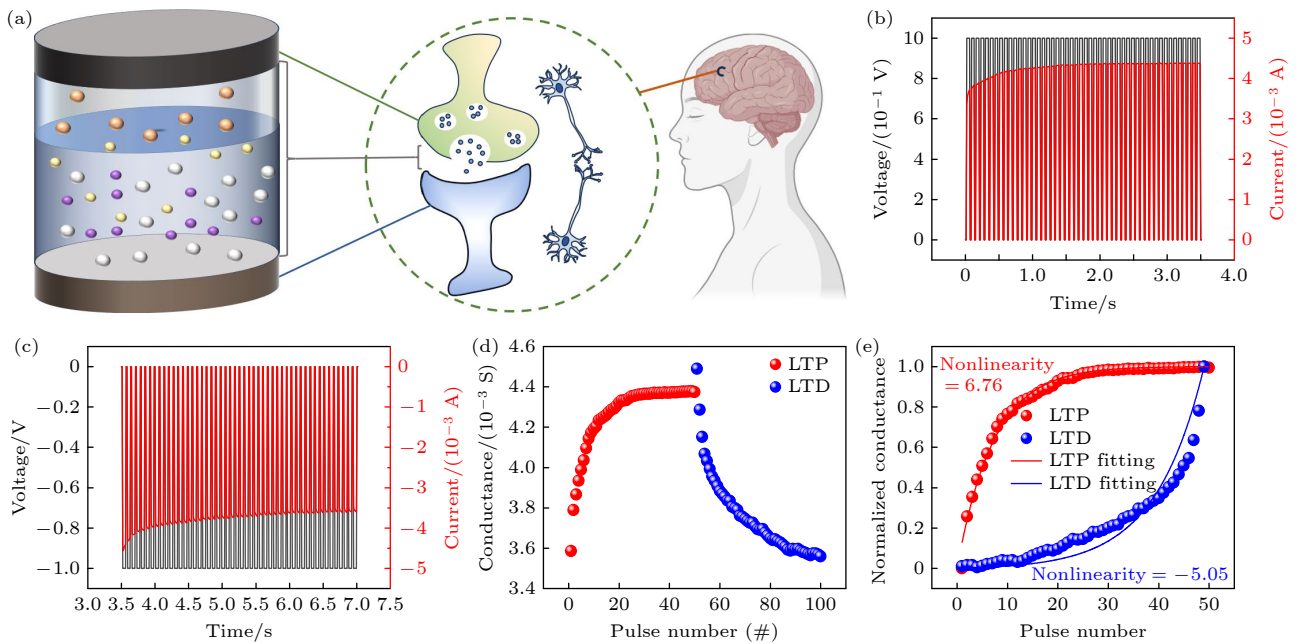 (a)
(b)
Voltage/(10⁻¹ V)
10
8
6
4
2
0
5
4
3
2
1
0
Current/(10⁻³ A)
0
1.0
2.0
3.0
4.0
Time/s
(c)
Voltage/V
0
−0.2
−0.4
−0.6
−0.8
−1.0
0
−1
−2
−3
−4
−5
Current/(10⁻³ A)
3.0 3.5 4.0 4.5 5.0 5.5 6.0 6.5 7.0 7.5
Time/s
(d)
Conductance/(10⁻³ S)
4.6
4.4
4.2
4.0
3.8
3.6
3.4
LTP
LTD
0 20 40 60 80 100
Pulse number (#)
(e)
Normalized conductance
1.0
0.8
0.6
0.4
0.2
0
Nonlinearity
= 6.76
LTP
LTD
LTP fitting
LTD fitting
Nonlinearity = −5.05
0 10 20 30 40 50
Pulse number